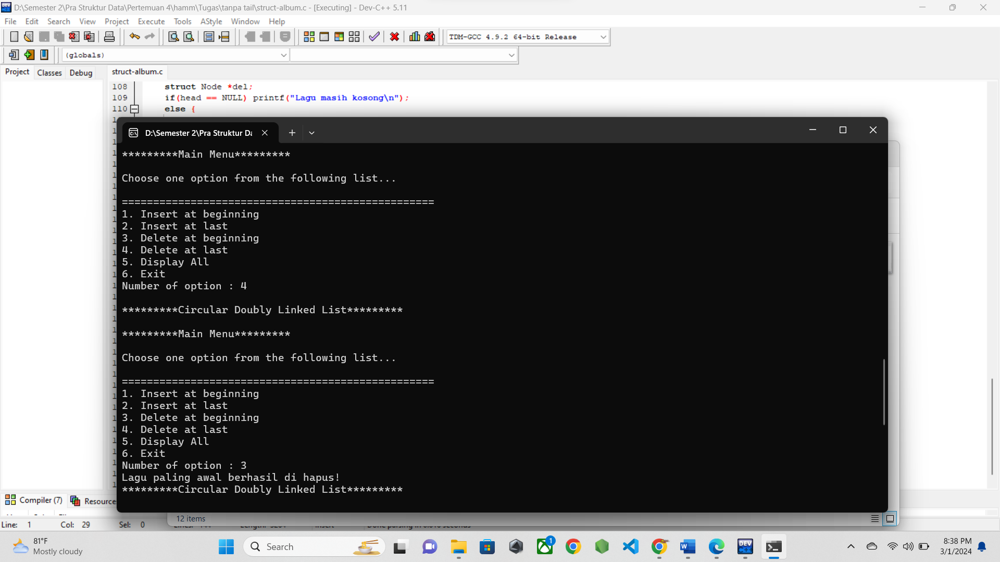 D:\Semester 2\Pra Struktur Data\Pertemuan 4\hamm\Tugas\tanpa tail\struct-album.c - [Executing] - Dev-C++ 5.11
File Edit Search View Project Execute Tools AStyle Window Help
TDM-GCC 4.9.2 64-bit Release
(globals)
Project Classes Debug struct-album.c
108 struct Node *del;
109 if(head == NULL) printf("Lagu masih kosong\n");
110 else {
D:\Semester 2\Pra Struktur Da
*********Main Menu*********
Choose one option from the following list...
==================================================
1. Insert at beginning
2. Insert at last
3. Delete at beginning
4. Delete at last
5. Display All
6. Exit
Number of option : 4
*********Circular Doubly Linked List*********
*********Main Menu*********
Choose one option from the following list...
==================================================
1. Insert at beginning
2. Insert at last
3. Delete at beginning
4. Delete at last
5. Display All
6. Exit
Number of option : 3
Lagu paling awal berhasil di hapus!
*********Circular Doubly Linked List*********
Compiler (7) Resource
12 items
Line: 1 Col: 29 Sel: 0
81°F
Mostly cloudy
Search
1
DEV
C++
8:38 PM
3/1/2024